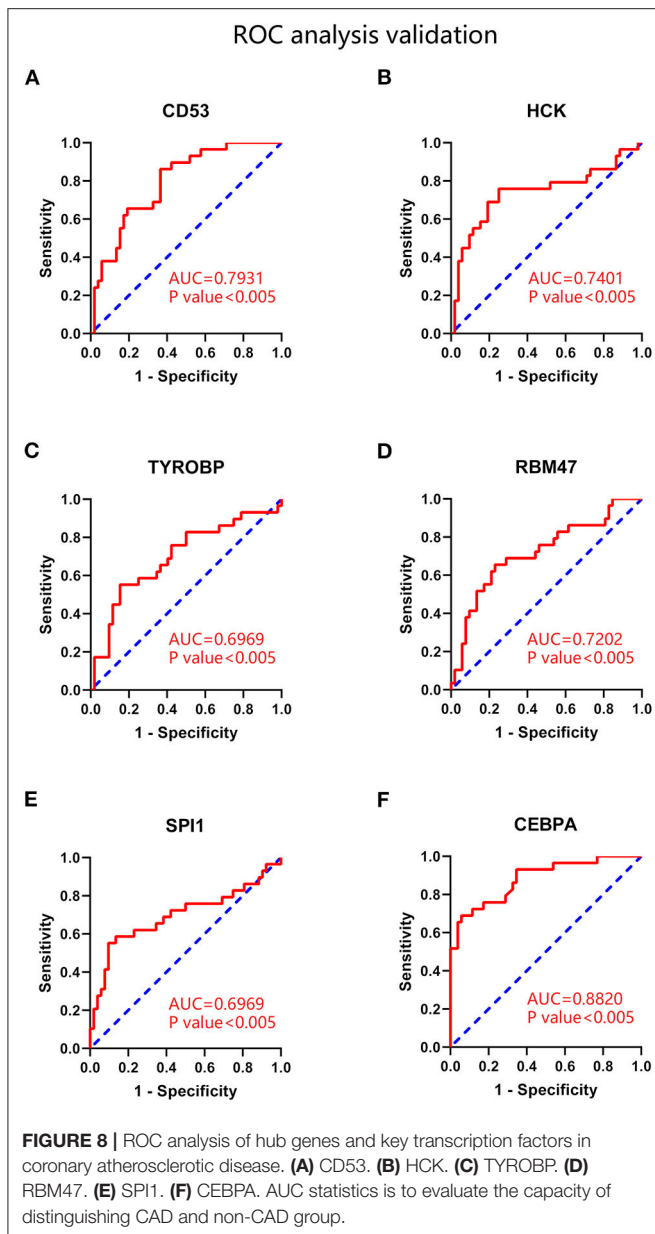 ROC analysis validation
A
CD53
Sensitivity
1.0
0.8
0.6
0.4
0.2
0.0
0.0 0.2 0.4 0.6 0.8 1.0
1 - Specificity
AUC=0.7931
P value<0.005
B
HCK
Sensitivity
1.0
0.8
0.6
0.4
0.2
0.0
0.0 0.2 0.4 0.6 0.8 1.0
1 - Specificity
AUC=0.7401
P value<0.005
C
TYROBP
Sensitivity
1.0
0.8
0.6
0.4
0.2
0.0
0.0 0.2 0.4 0.6 0.8 1.0
1 - Specificity
AUC=0.6969
P value<0.005
D
RBM47
Sensitivity
1.0
0.8
0.6
0.4
0.2
0.0
0.0 0.2 0.4 0.6 0.8 1.0
1 - Specificity
AUC=0.7202
P value<0.005
E
SPI1
Sensitivity
1.0
0.8
0.6
0.4
0.2
0.0
0.0 0.2 0.4 0.6 0.8 1.0
1 - Specificity
AUC=0.6969
P value<0.005
F
CEBPA
Sensitivity
1.0
0.8
0.6
0.4
0.2
0.0
0.0 0.2 0.4 0.6 0.8 1.0
1 - Specificity
AUC=0.8820
P value<0.005
FIGURE 8 | ROC analysis of hub genes and key transcription factors in
coronary atherosclerotic disease. (A) CD53. (B) HCK. (C) TYROBP. (D)
RBM47. (E) SPI1. (F) CEBPA. AUC statistics is to evaluate the capacity of
distinguishing CAD and non-CAD group.